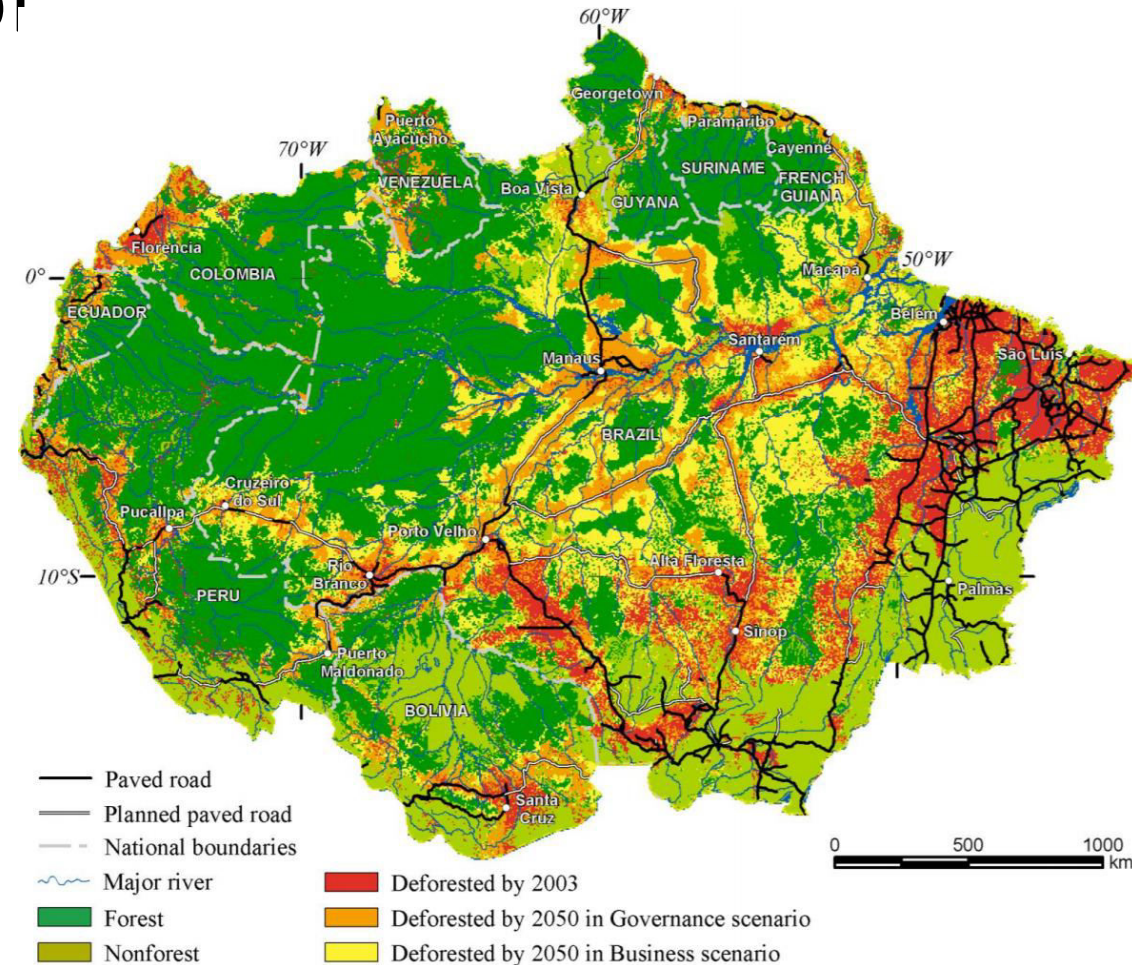 60°W
Georgetown
Paramaribo
Puerto
Ayacucho
Cayenne
70°W
SURINAME
VENEZUELA
FRENCH
GUIANA
Boa Vista
GUYANA
Florencia
50°W
0°
COLOMBIA
Macapá
ECUADOR
Belém
Santarém
São Luís
Manaus
BRAZIL
Cruzeiro
do Sul
Pucallpa
Porto Velho
Rio
Branco
Alta Floresta
10°S
PERU
Palmas
Sinop
Puerto
Maldonado
BOLIVIA
Santa
Cruz
Paved road
Planned paved road
National boundaries
Major river
Forest
Nonforest
Deforested by 2003
Deforested by 2050 in Governance scenario
Deforested by 2050 in Business scenario
0 500 1000
km